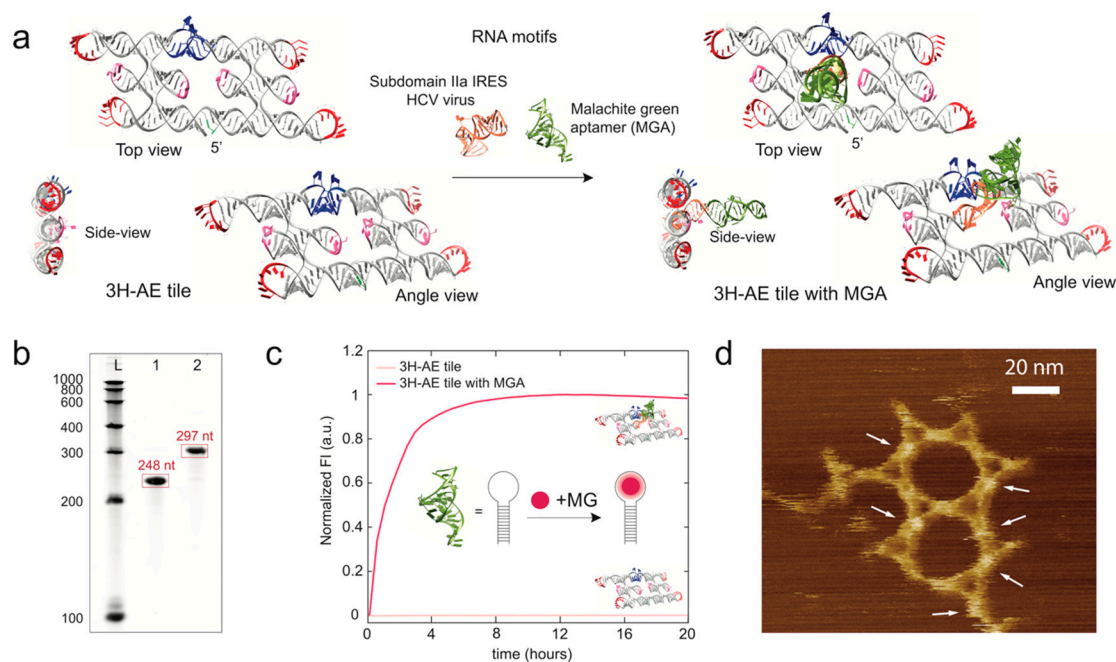 a
RNA motifs
Subdomain IIa IRES
HCV virus
Malachite green
aptamer (MGA)
Top view
5’
Side-view
3H-AE tile
Angle view
Top view
5’
Side-view
3H-AE tile with MGA
Angle view
b
L 1 2
1000
800
600
400
300
200
100
248 nt
297 nt
c
1.2
1
0.8
0.6
0.4
0.2
0
Normalized FI (a.u.)
3H-AE tile
3H-AE tile with MGA
=
+MG
0 4 8 12 16 20
time (hours)
d
20 nm